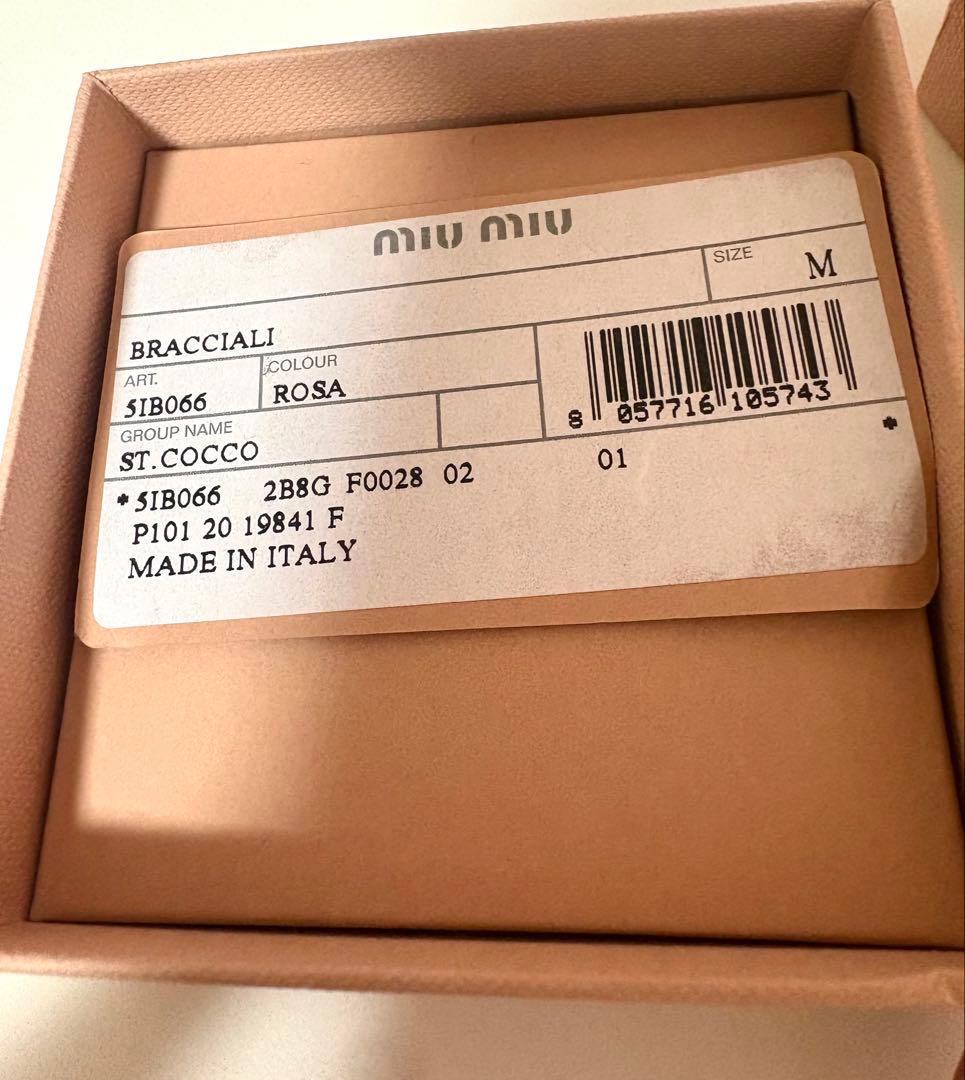 MIU MIU
SIZE M
BRACCIALI
ART. COLOUR
5IB066 ROSA
8 057716 105743
GROUP NAME
ST.COCCO
*5IB066 2B8G F0028 02 01 *
P101 20 19841 F
MADE IN ITALY